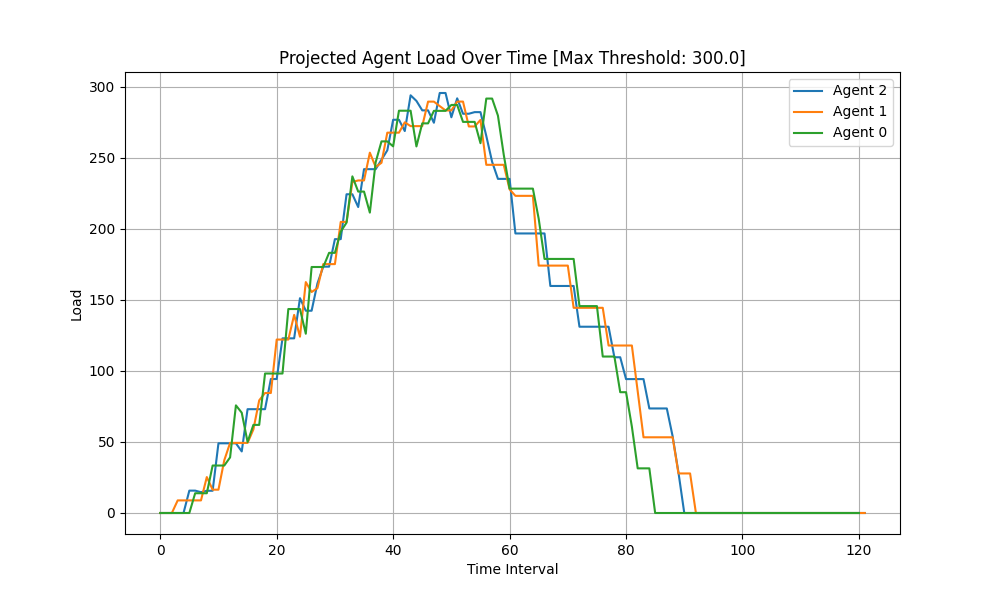 Projected Agent Load Over Time [Max Threshold: 300.0]
Agent 2
Agent 1
Agent 0
300
250
200
150
100
50
0
Load
0 20 40 60 80 100 120
Time Interval